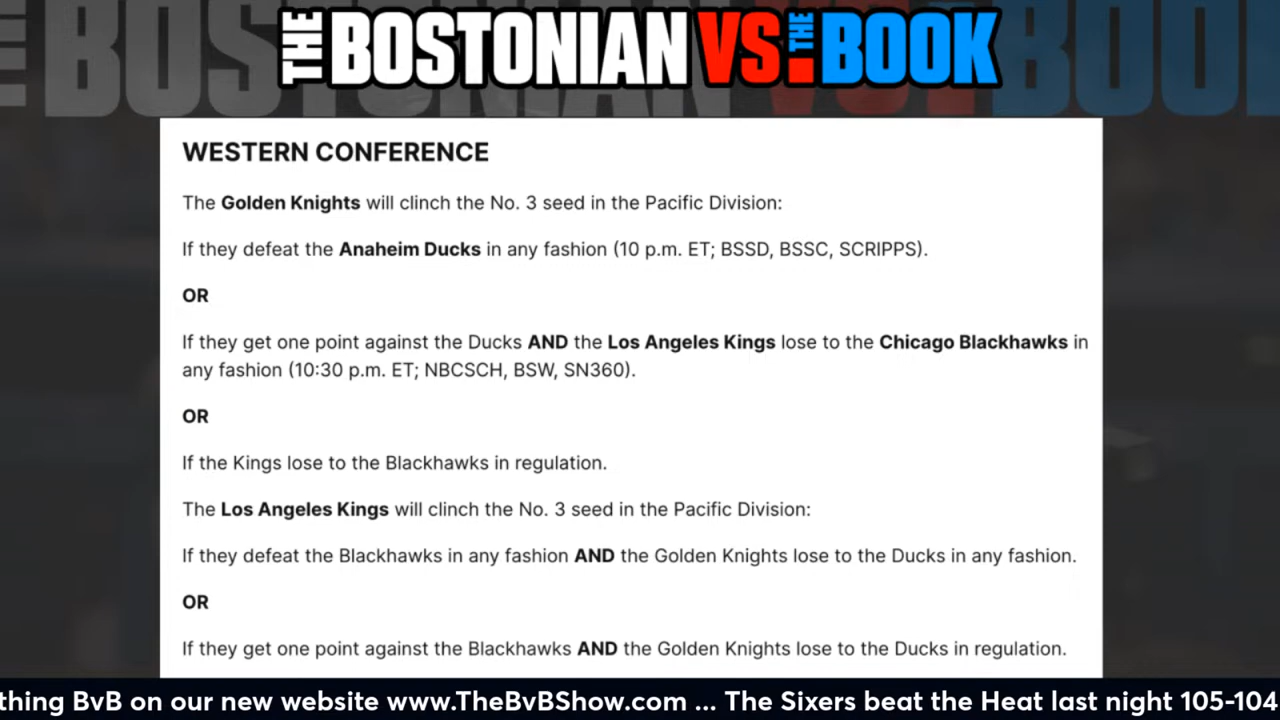 THE BOSTONIAN VS. THE BOOK
WESTERN CONFERENCE
The Golden Knights will clinch the No. 3 seed in the Pacific Division:
If they defeat the Anaheim Ducks in any fashion (10 p.m. ET; BSSD, BSSC, SCRIPPS).
OR
If they get one point against the Ducks AND the Los Angeles Kings lose to the Chicago Blackhawks in
any fashion (10:30 p.m. ET; NBCSCH, BSW, SN360).
OR
If the Kings lose to the Blackhawks in regulation.
The Los Angeles Kings will clinch the No. 3 seed in the Pacific Division:
If they defeat the Blackhawks in any fashion AND the Golden Knights lose to the Ducks in any fashion.
OR
If they get one point against the Blackhawks AND the Golden Knights lose to the Ducks in regulation.
thing BvB on our new website www.TheBvBShow.com ... The Sixers beat the Heat last night 105-104